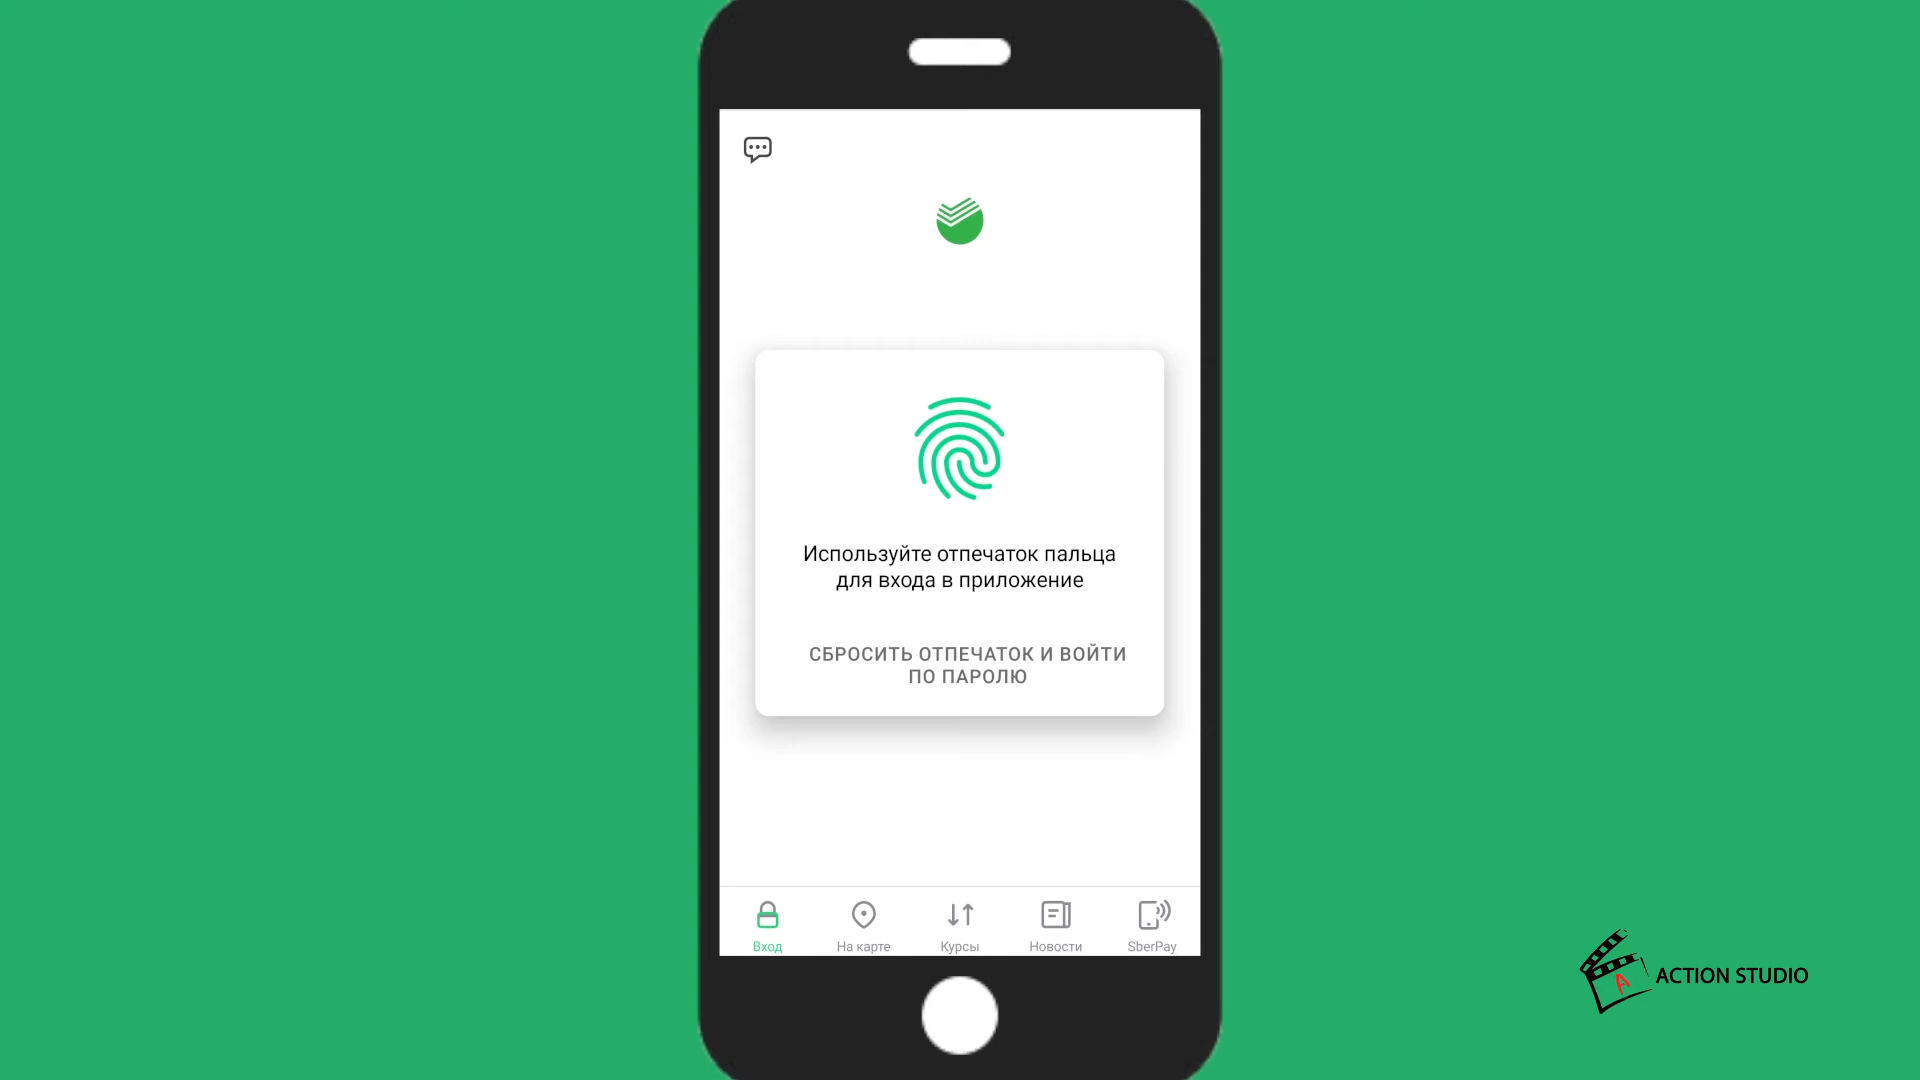 Используйте отпечаток пальца
для входа в приложение
СБРОСИТЬ ОТПЕЧАТОК И ВОЙТИ
ПО ПАРОЛЮ
Вход
На карте
Курсы
Новости
SberPay
A
ACTION STUDIO